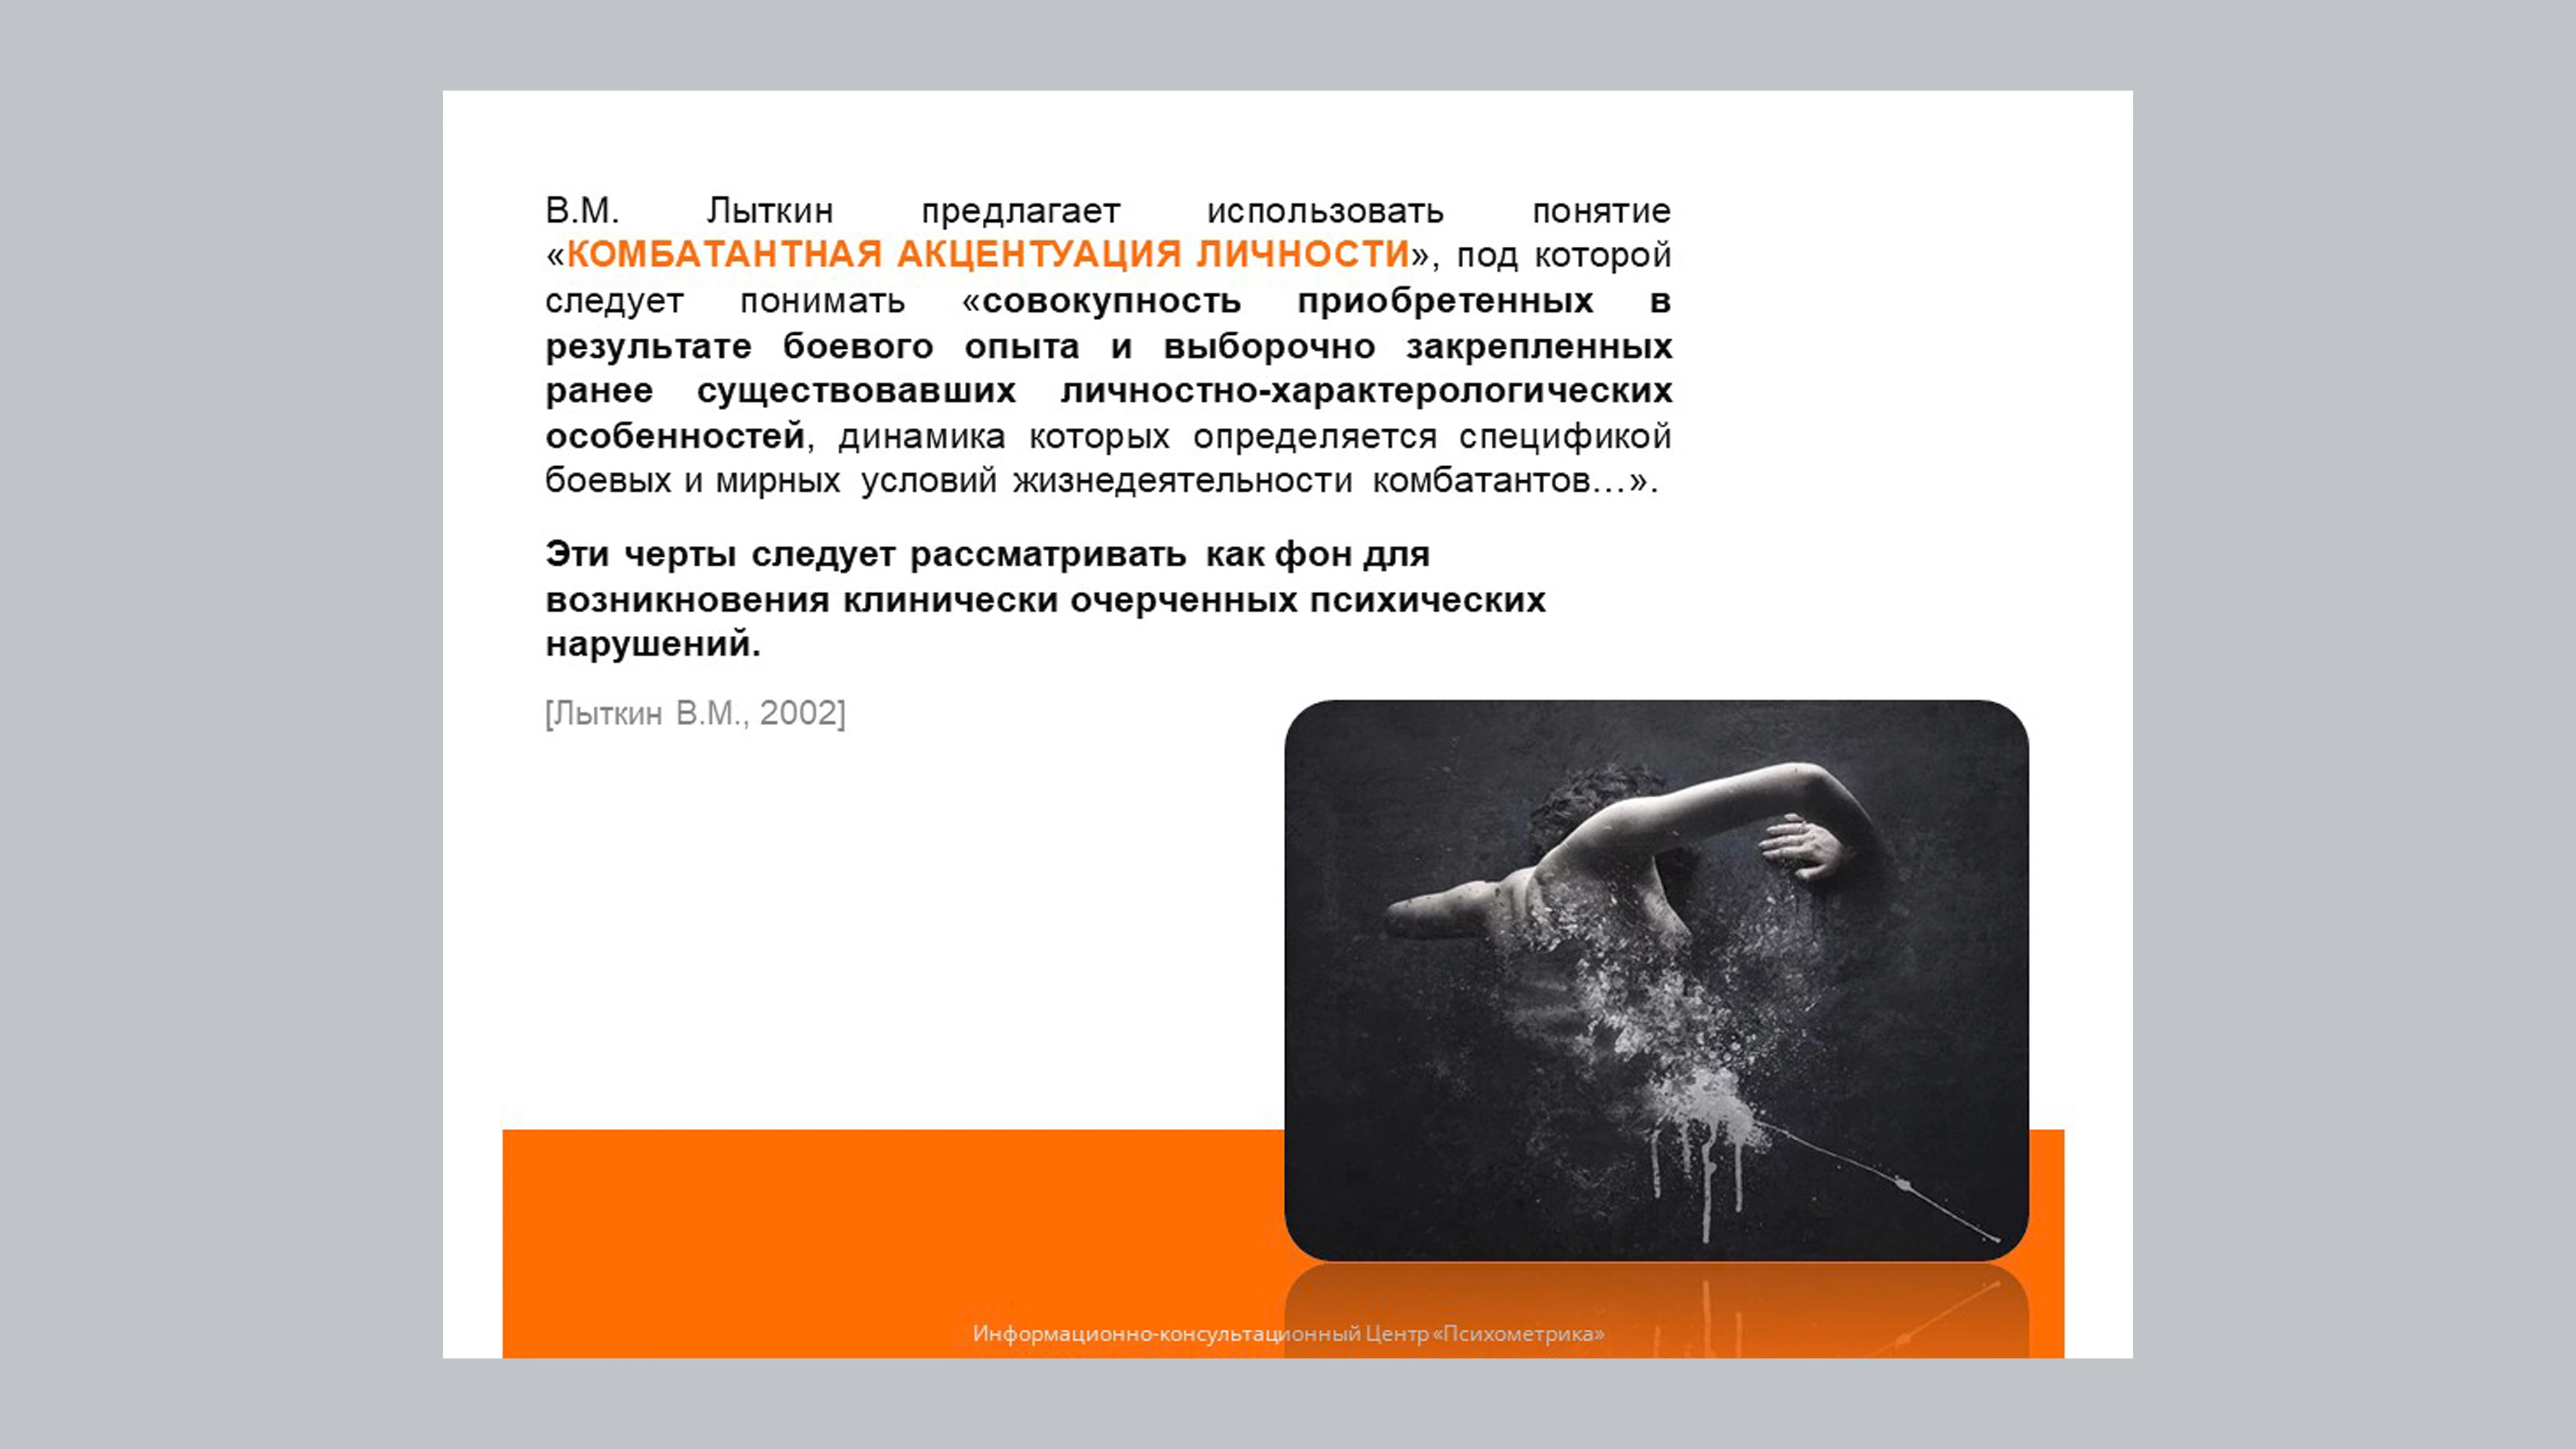 В.М. Лыткин предлагает использовать понятие
«КОМБАТАНТНАЯ АКЦЕНТУАЦИЯ ЛИЧНОСТИ», под которой
следует понимать «совокупность приобретенных в
результате боевого опыта и выборочно закрепленных
ранее существовавших личностно-характерологических
особенностей, динамика которых определяется спецификой
боевых и мирных условий жизнедеятельности комбатантов…».
Эти черты следует рассматривать как фон для
возникновения клинически очерченных психических
нарушений.
[Лыткин В.М., 2002]
Информационно-консультационный Центр «Психометрика»